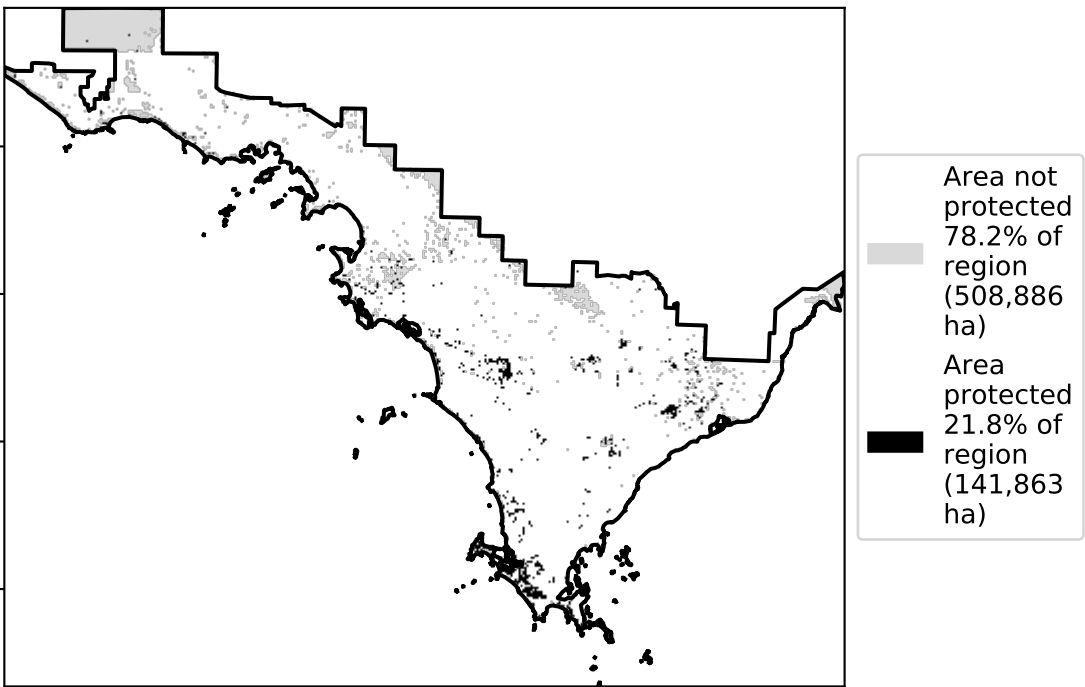 Area not
protected
78.2% of
region
(508,886
ha)
Area
protected
21.8% of
region
(141,863
ha)